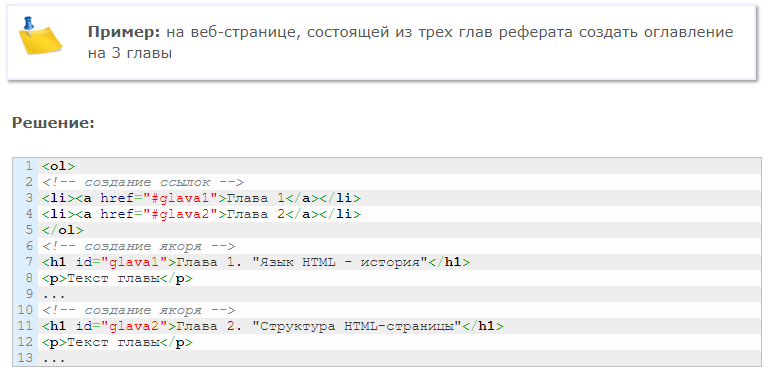 Пример: на веб-странице, состоящей из трех глав реферата создать оглавление
на 3 главы
Решение:
1 <ol>
2 <!-- создание ссылок -->
3 <li><a href="#glava1">Глава 1</a></li>
4 <li><a href="#glava2">Глава 2</a></li>
5 </ol>
6 <!-- создание якоря -->
7 <h1 id="glava1">Глава 1. "Язык HTML - история"</h1>
8 <p>Текст главы</p>
9 ...
10 <!-- создание якоря -->
11 <h1 id="glava2">Глава 2. "Структура HTML-страницы"</h1>
12 <p>Текст главы</p>
13 ...